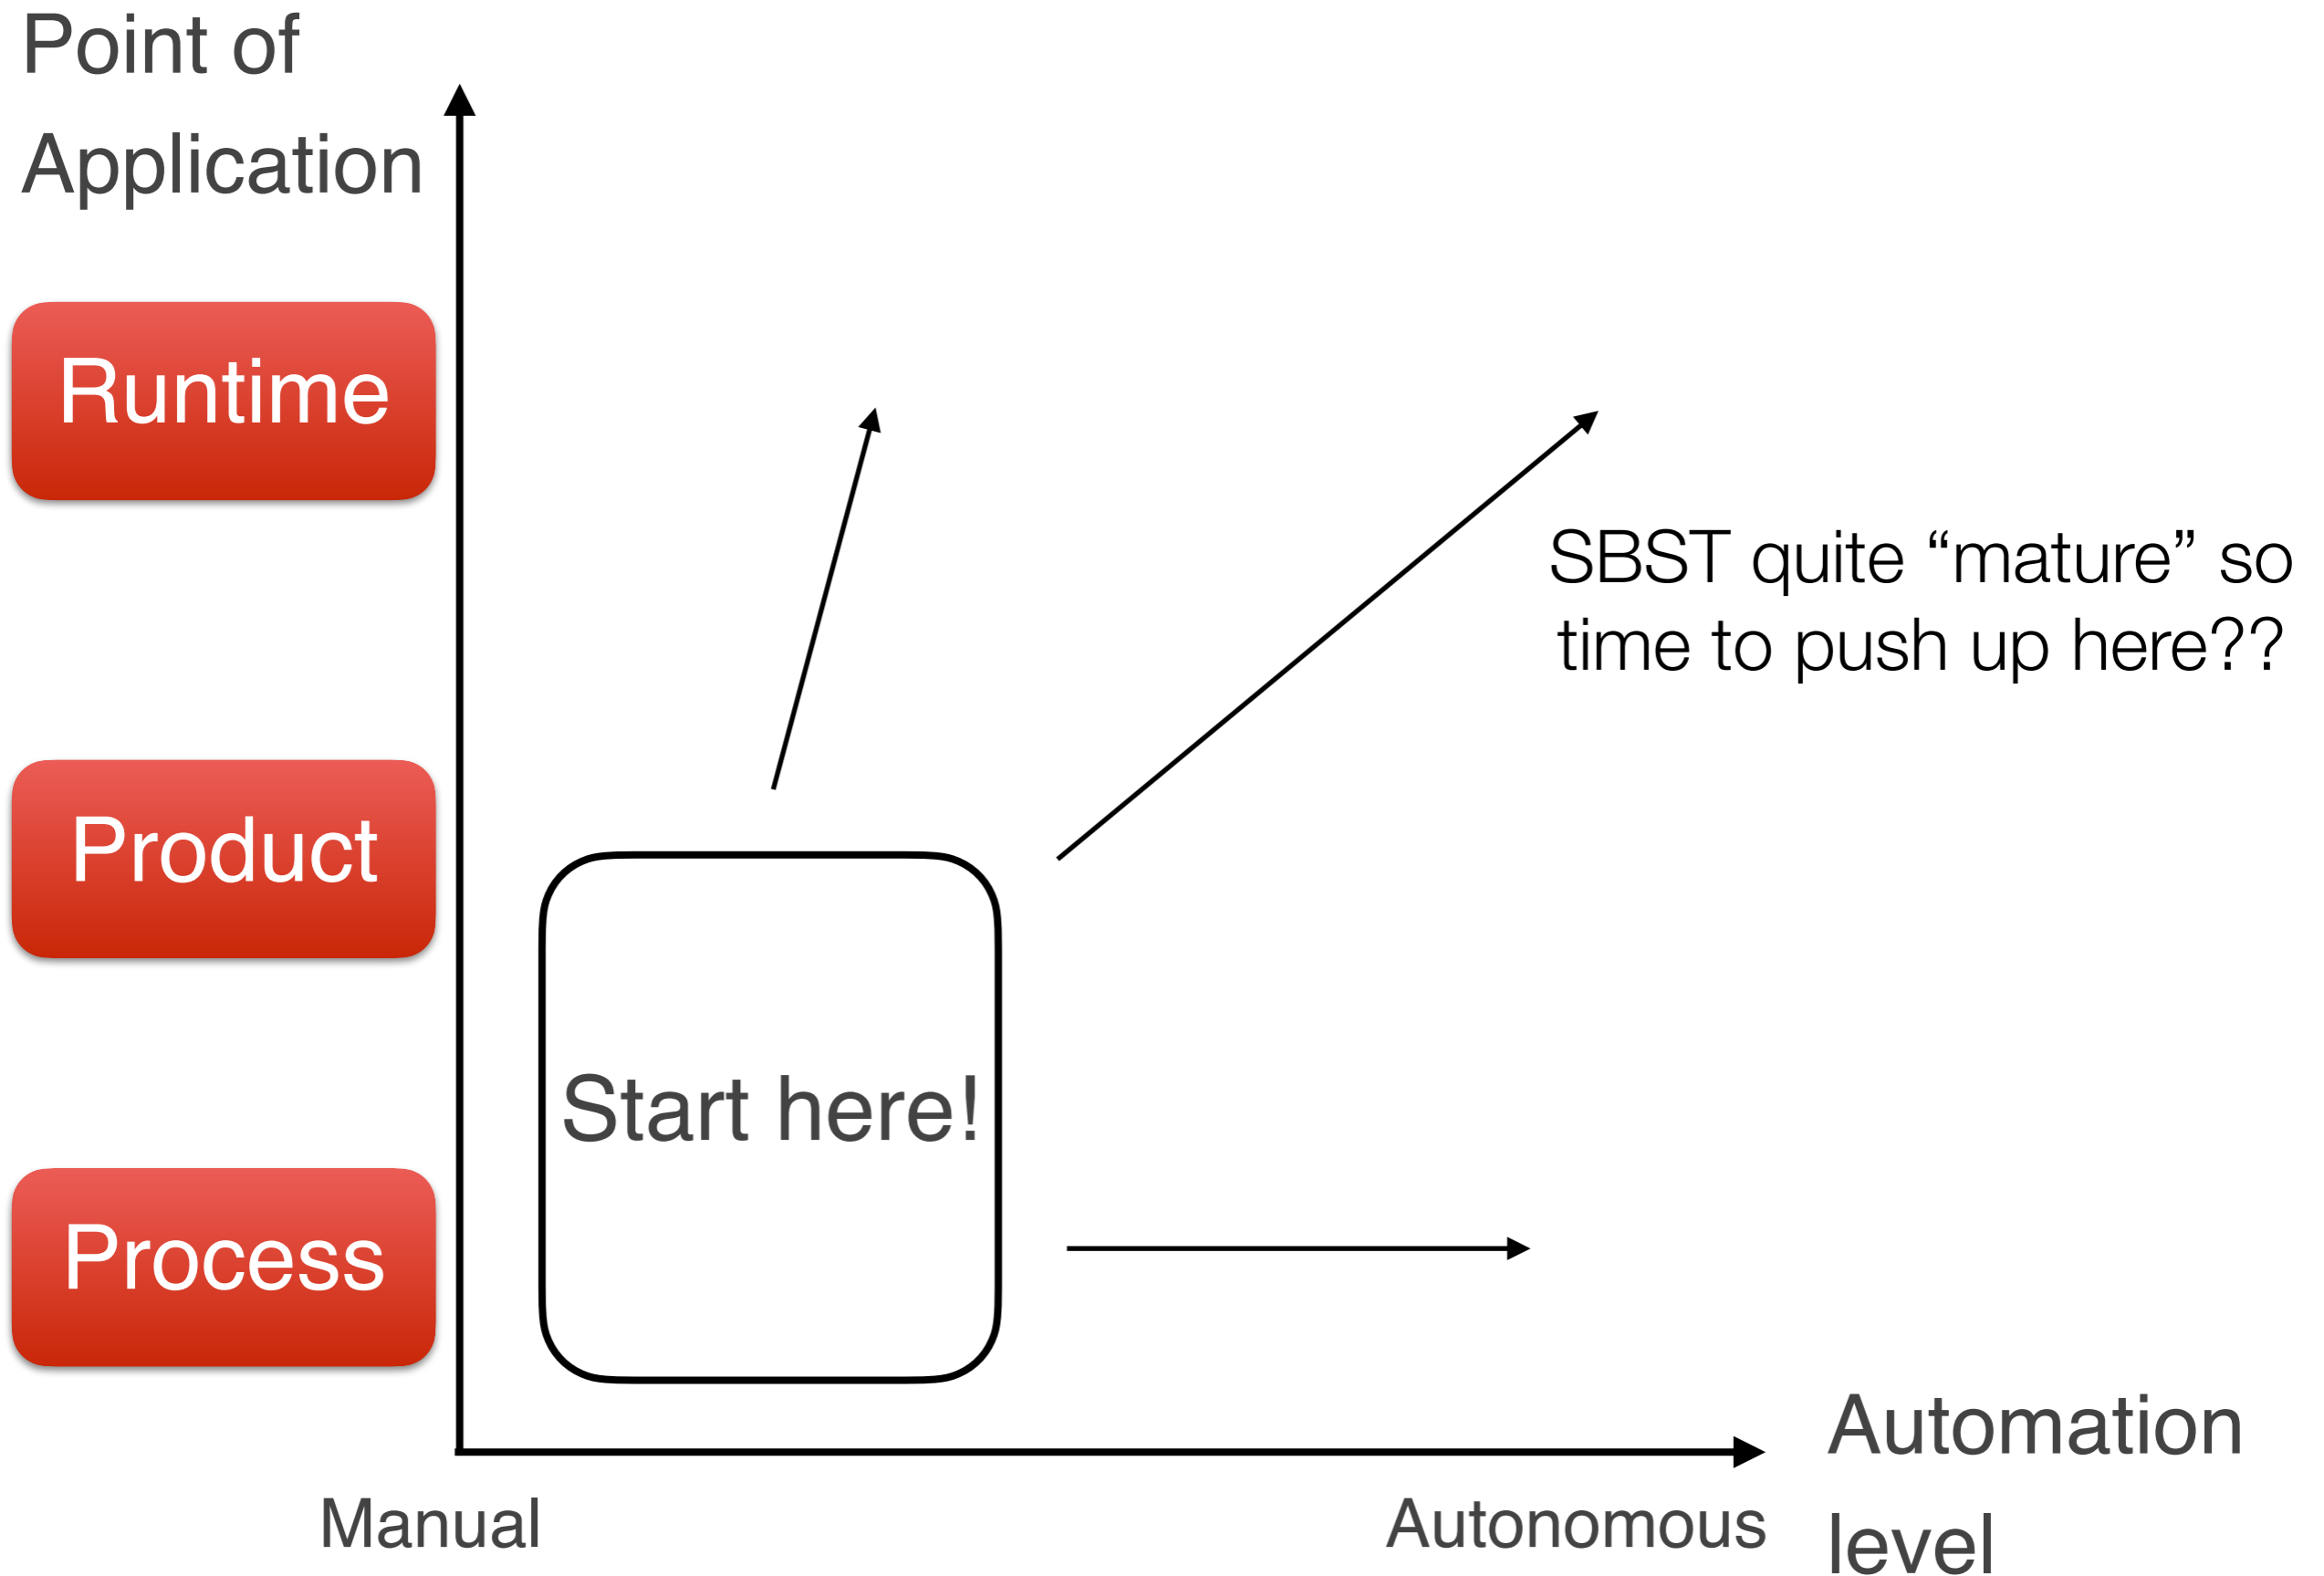 Point of
Application
Runtime
SBST quite “mature” so
time to push up here??
Product
Start here!
Process
Automation
level
Manual
Autonomous